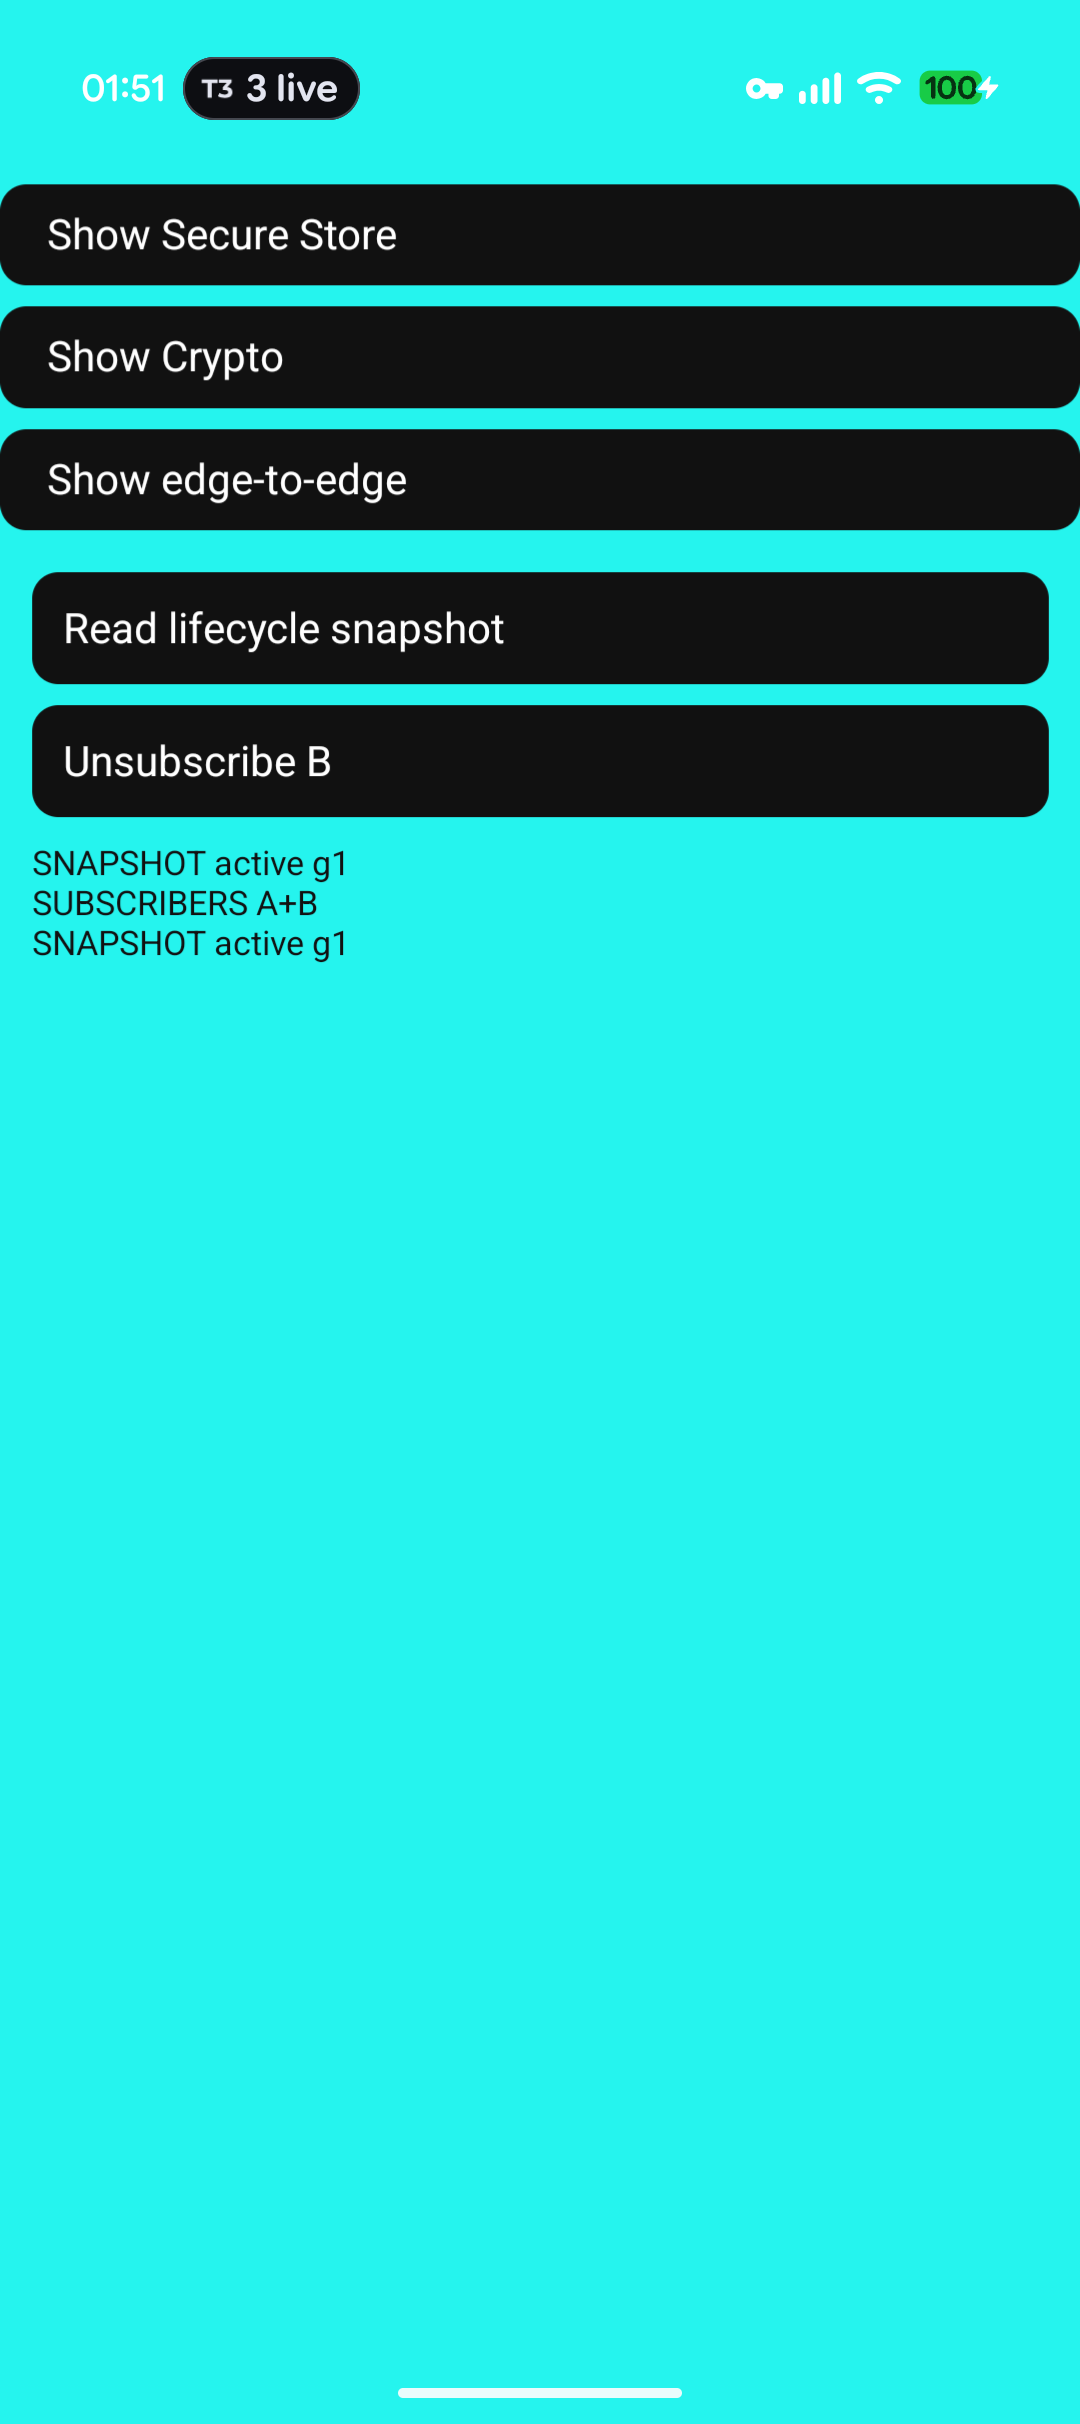 01:51 T3 3 live 100
Show Secure Store
Show Crypto
Show edge-to-edge
Read lifecycle snapshot
Unsubscribe B
SNAPSHOT active g1
SUBSCRIBERS A+B
SNAPSHOT active g1